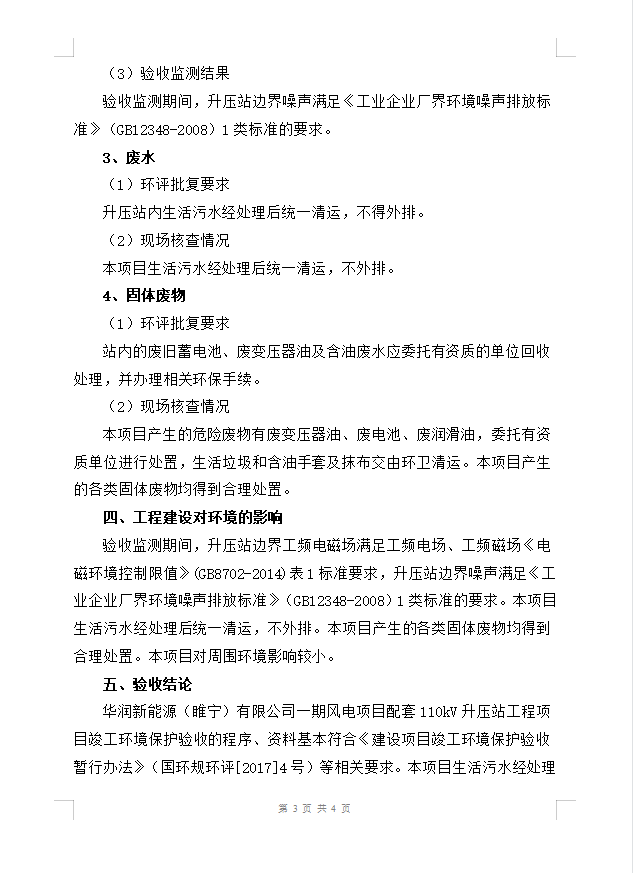 （3）验收监测结果
验收监测期间，升压站边界噪声满足《工业企业厂界环境噪声排放标
准》（GB12348-2008）1 类标准的要求。
3、废水
（1）环评批复要求
升压站内生活污水经处理后统一清运，不得外排。
（2）现场核查情况
本项目生活污水经处理后统一清运，不外排。
4、固体废物
（1）环评批复要求
站内的废旧蓄电池、废变压器油及含油废水应委托有资质的单位回收
处理，并办理相关环保手续。
（2）现场核查情况
本项目产生的危险废物有废变压器油、废电池、废润滑油，委托有资
质单位进行处置，生活垃圾和含油手套及抹布交由环卫清运。本项目产生
的各类固体废物均得到合理处置。
四、工程建设对环境的影响
验收监测期间，升压站边界工频电磁场满足工频电场、工频磁场《电
磁环境控制限值》(GB8702-2014)表 1 标准要求，升压站边界噪声满足《工
业企业厂界环境噪声排放标准》（GB12348-2008）1 类标准的要求。本项目
生活污水经处理后统一清运，不外排。本项目产生的各类固体废物均得到
合理处置。本项目对周围环境影响较小。
五、验收结论
华润新能源（睢宁）有限公司一期风电项目配套 110kV 升压站工程项
目竣工环境保护验收的程序、资料基本符合《建设项目竣工环境保护验收
暂行办法》（国环规环评[2017]4 号）等相关要求。本项目生活污水经处理
第 3 页 共 4 页